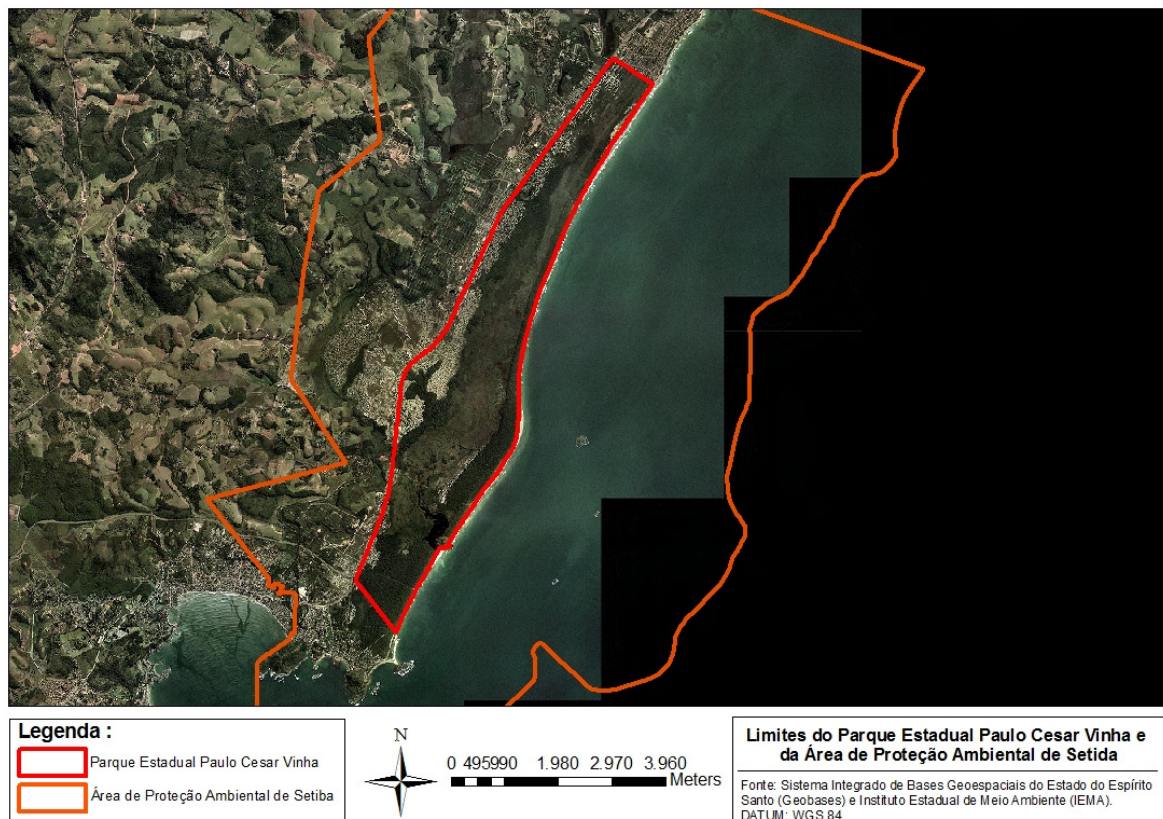 Legenda :
Parque Estadual Paulo Cesar Vinha
Área de Proteção Ambiental de Setiba
N
0 495990 1.980 2.970 3.960
Meters
Limites do Parque Estadual Paulo Cesar Vinha e
da Área de Proteção Ambiental de Setida
Fonte: Sistema Integrado de Bases Geoespaciais do Estado do Espírito
Santo (Geobases) e Instituto Estadual de Meio Ambiente (IEMA).
DATUM: WGS 84